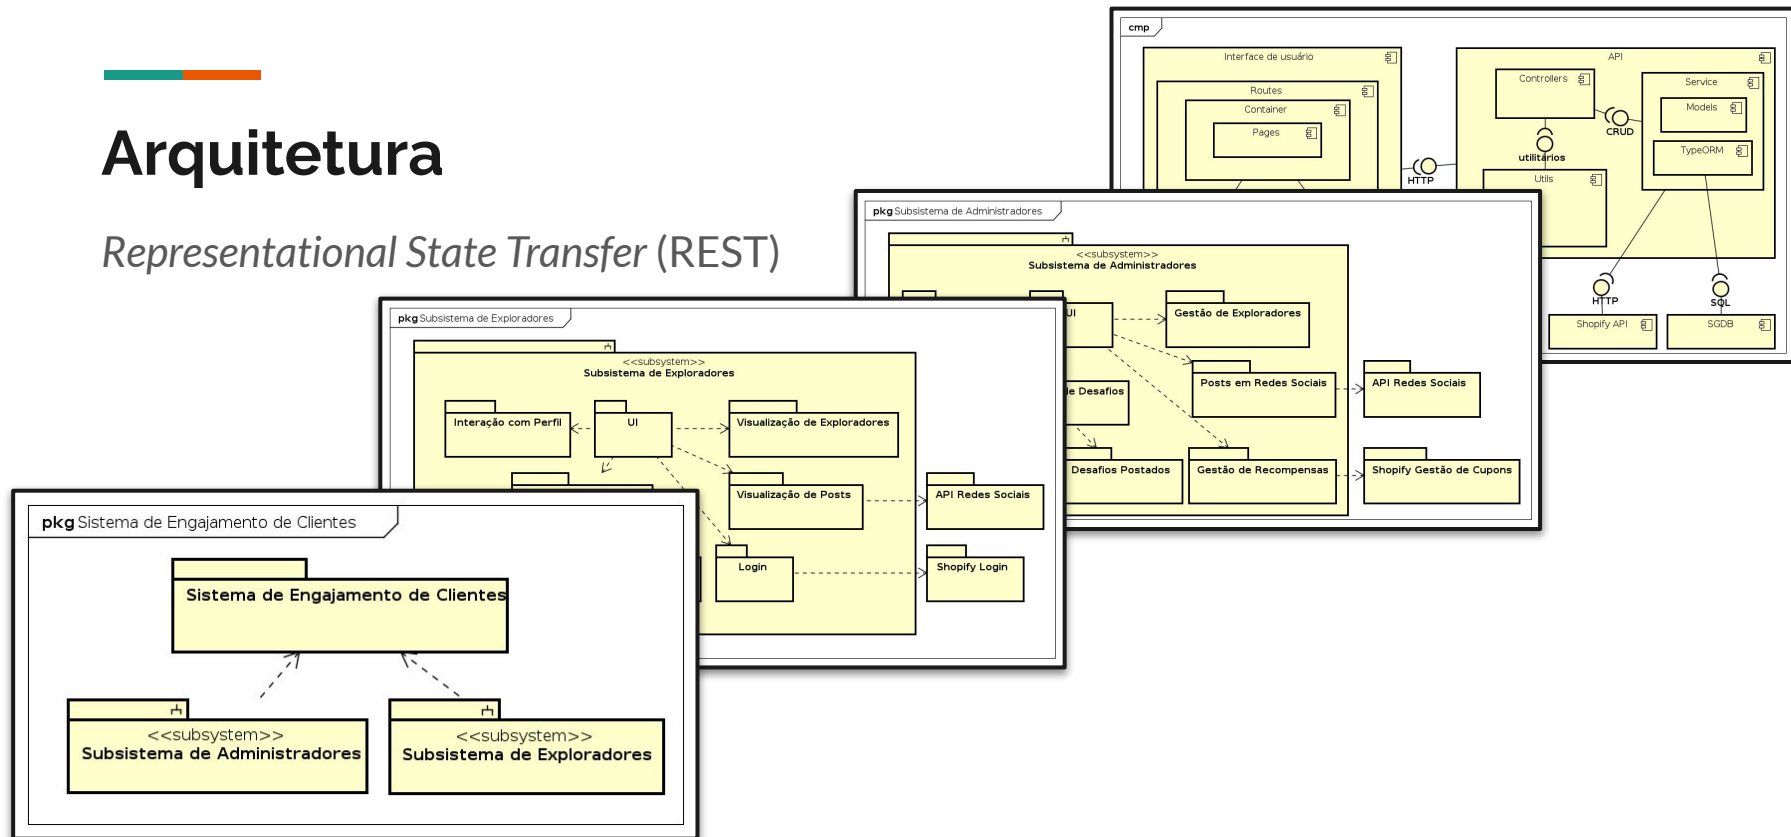 Arquitetura
Representational State Transfer (REST)
cmp
Interface de usuário
Routes
Container
Pages
HTTP
API
Controllers
Service
Models
CRUD
utilitários
TypeORM
Utils
HTTP
SQL
Shopify API
SGDB
pkg Subsistema de Administradores
<<subsystem>>
Subsistema de Administradores
UI
Gestão de Exploradores
Posts em Redes Sociais
API Redes Sociais
de Desafios
Desafios Postados
Gestão de Recompensas
Shopify Gestão de Cupons
pkg Subsistema de Exploradores
<<subsystem>>
Subsistema de Exploradores
Interação com Perfil
UI
Visualização de Exploradores
Visualização de Posts
API Redes Sociais
Login
Shopify Login
pkg Sistema de Engajamento de Clientes
Sistema de Engajamento de Clientes
<<subsystem>>
Subsistema de Administradores
<<subsystem>>
Subsistema de Exploradores